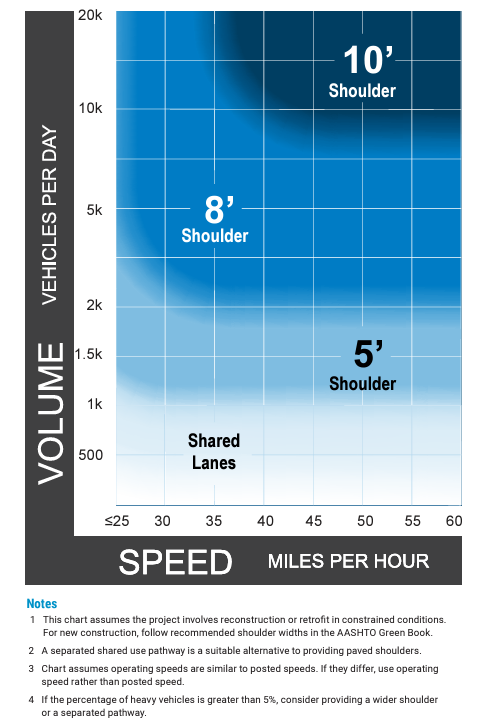 20k
10k
5k
2k
1.5k
1k
500
VOLUME VEHICLES PER DAY
10’
Shoulder
8’
Shoulder
5’
Shoulder
Shared
Lanes
≤25 30 35 40 45 50 55 60
SPEED MILES PER HOUR
Notes
1 This chart assumes the project involves reconstruction or retrofit in constrained conditions.
For new construction, follow recommended shoulder widths in the AASHTO Green Book.
2 A separated shared use pathway is a suitable alternative to providing paved shoulders.
3 Chart assumes operating speeds are similar to posted speeds. If they differ, use operating
speed rather than posted speed.
4 If the percentage of heavy vehicles is greater than 5%, consider providing a wider shoulder
or a separated pathway.